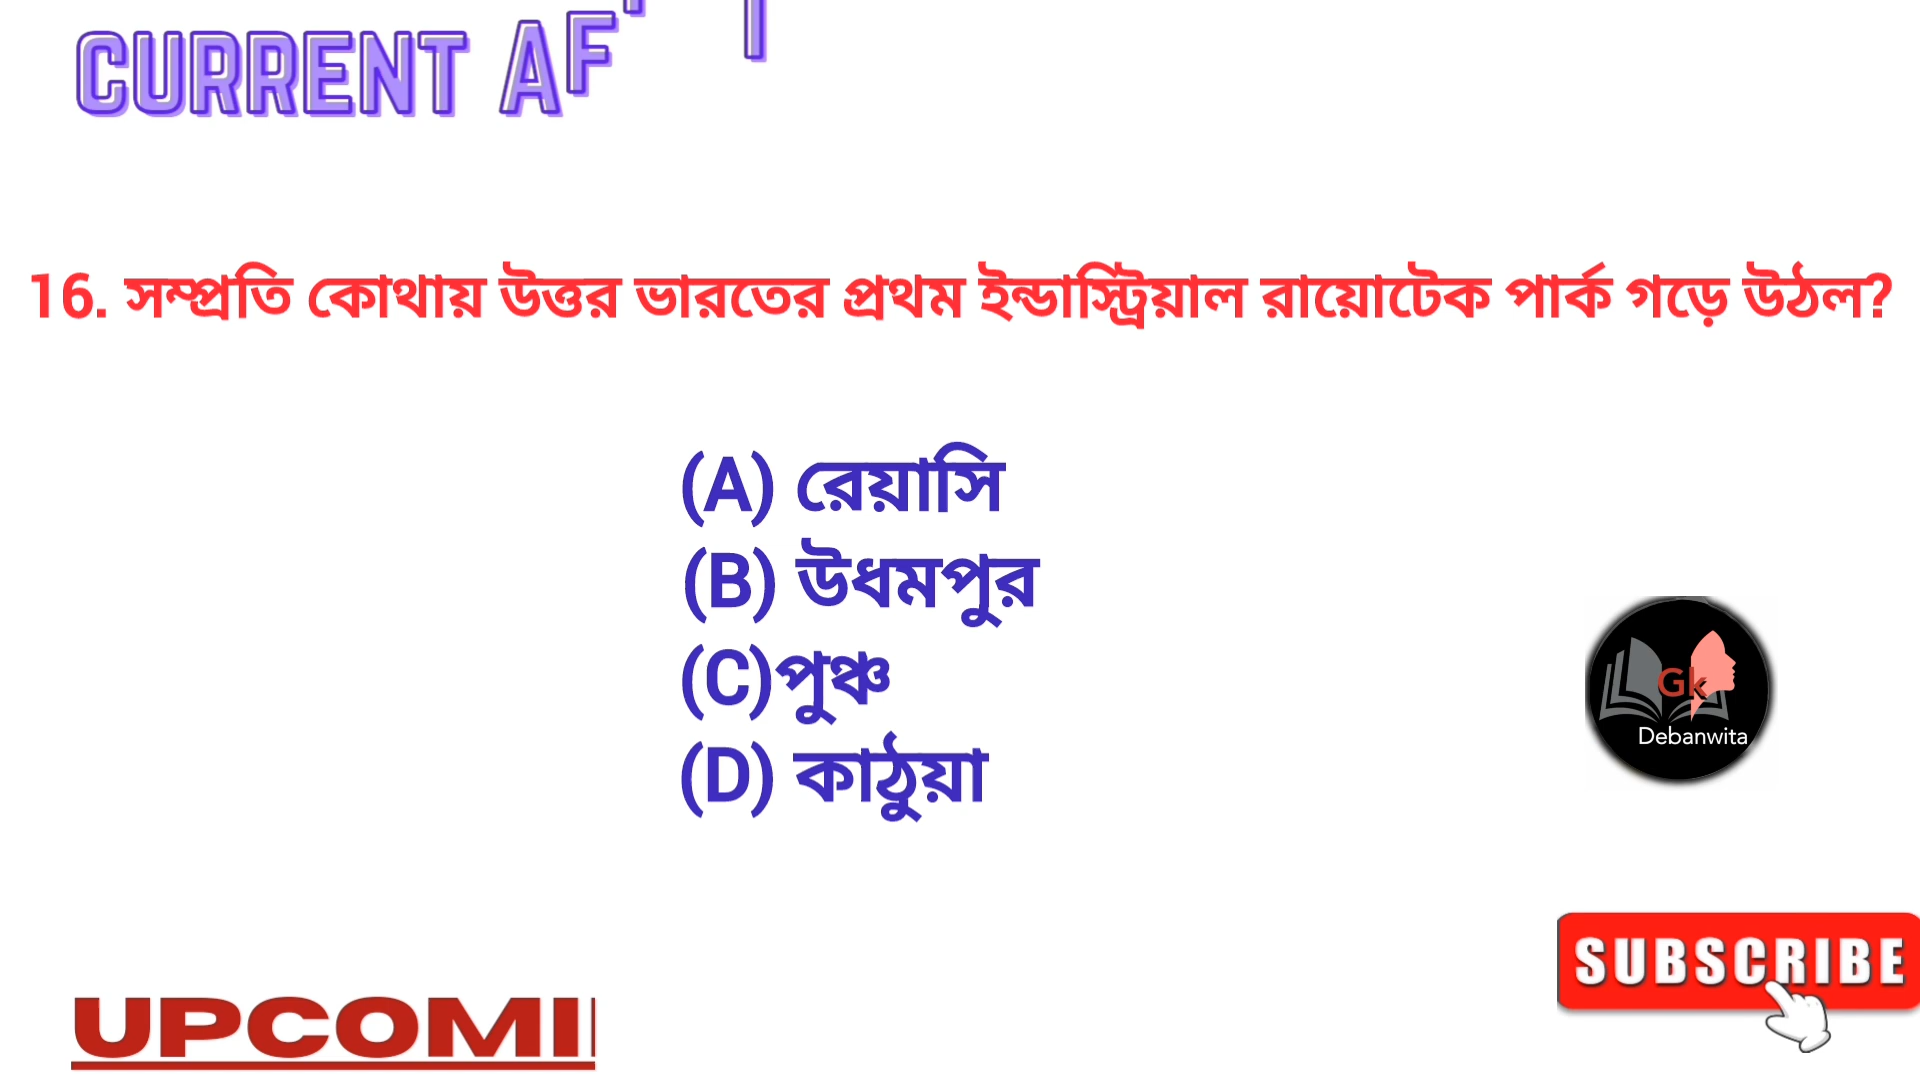 CURRENT AF
16. সম্প্রতি কোথায় উত্তর ভারতের প্রথম ইন্ডাস্ট্রিয়াল রায়োটেক পার্ক গড়ে উঠল?
(A) রেয়াসি
(B) উধমপুর
(C)পুঞ্চ
(D) কাঠুয়া
Gk
Debanwita
SUBSCRIBE
UPCOMI